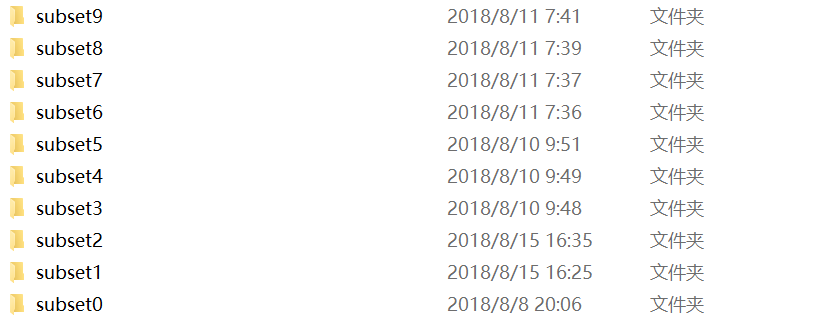 subset9 2018/8/11 7:41 文件夹
subset8 2018/8/11 7:39 文件夹
subset7 2018/8/11 7:37 文件夹
subset6 2018/8/11 7:36 文件夹
subset5 2018/8/10 9:51 文件夹
subset4 2018/8/10 9:49 文件夹
subset3 2018/8/10 9:48 文件夹
subset2 2018/8/15 16:35 文件夹
subset1 2018/8/15 16:25 文件夹
subset0 2018/8/8 20:06 文件夹